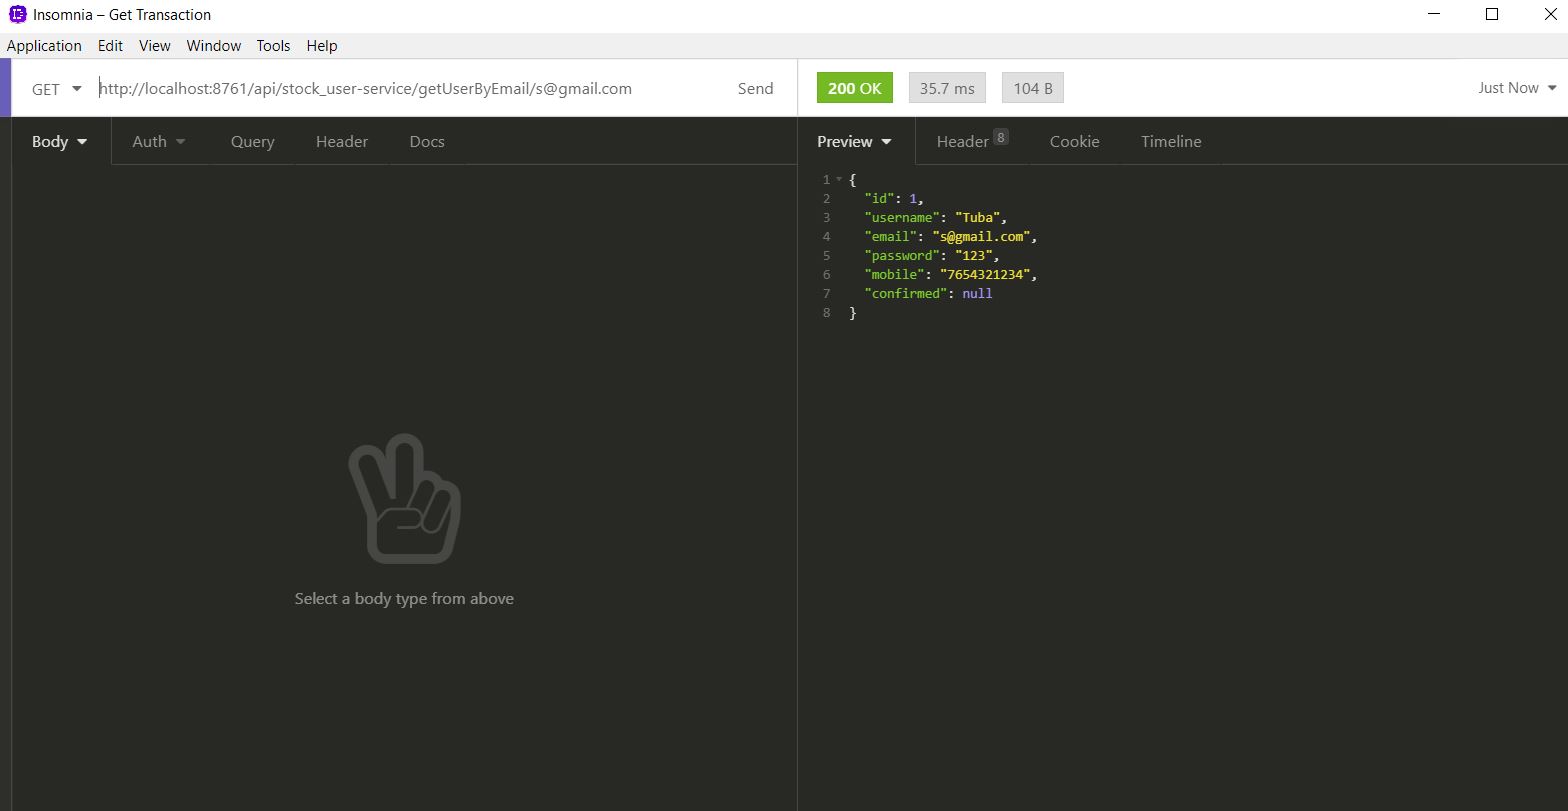 Insomnia – Get Transaction
Application Edit View Window Tools Help
GET http://localhost:8761/api/stock_user-service/getUserByEmail/s@gmail.com Send 200 OK 35.7 ms 104 B Just Now
Body Auth Query Header Docs Preview Header 8 Cookie Timeline
1 {
2 "id": 1,
3 "username": "Tuba",
4 "email": "s@gmail.com",
5 "password": "123",
6 "mobile": "7654321234",
7 "confirmed": null
8 }
Select a body type from above